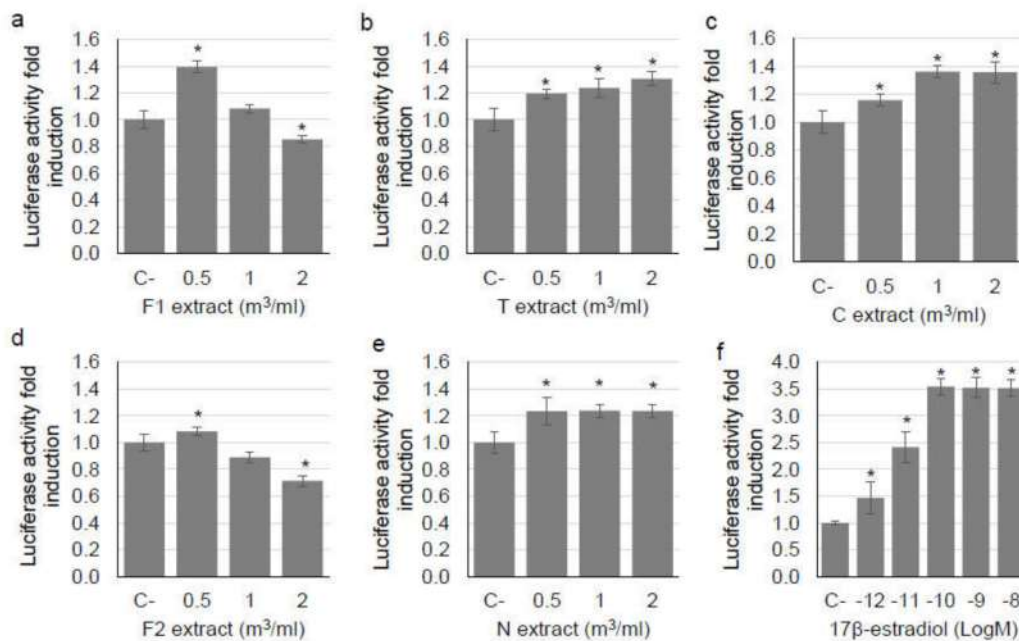 a
Luciferase activity fold
induction
1.6
1.4
1.2
1.0
0.8
0.6
0.4
0.2
0.0
*
*
C- 0.5 1 2
F1 extract (m³/ml)
b
Luciferase activity fold
induction
1.6
1.4
1.2
1.0
0.8
0.6
0.4
0.2
0.0
*
*
*
C- 0.5 1 2
T extract (m³/ml)
c
Luciferase activity fold
induction
1.6
1.4
1.2
1.0
0.8
0.6
0.4
0.2
0.0
*
*
*
C- 0.5 1 2
C extract (m³/ml)
d
Luciferase activity fold
induction
1.6
1.4
1.2
1.0
0.8
0.6
0.4
0.2
0.0
*
*
C- 0.5 1 2
F2 extract (m³/ml)
e
Luciferase activity fold
induction
1.6
1.4
1.2
1.0
0.8
0.6
0.4
0.2
0.0
* * *
C- 0.5 1 2
N extract (m³/ml)
f
Luciferase activity fold
induction
4.0
3.5
3.0
2.5
2.0
1.5
1.0
0.5
0.0
*
*
* * *
C- -12 -11 -10 -9 -8
17β-estradiol (LogM)